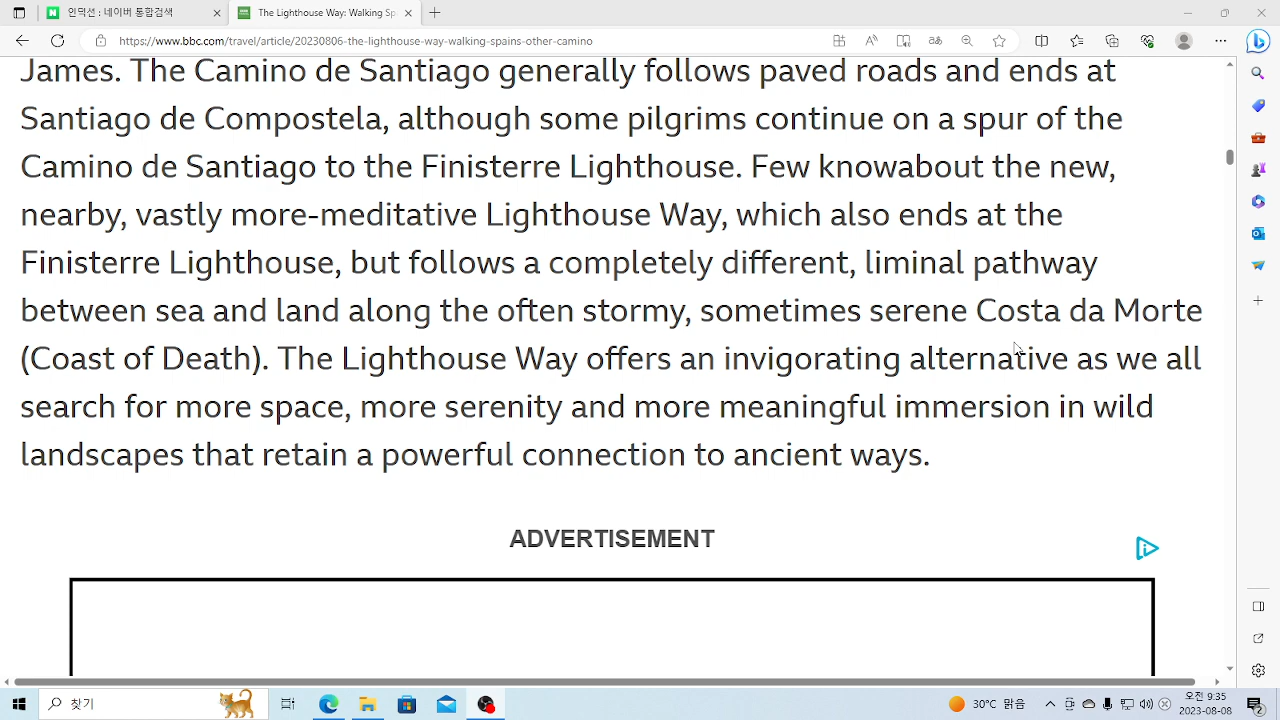 인덕션 : 네이버 통합검색
The Lighthouse Way: Walking Sp
https://www.bbc.com/travel/article/20230806-the-lighthouse-way-walking-spains-other-camino
James. The Camino de Santiago generally follows paved roads and ends at
Santiago de Compostela, although some pilgrims continue on a spur of the
Camino de Santiago to the Finisterre Lighthouse. Few knowabout the new,
nearby, vastly more-meditative Lighthouse Way, which also ends at the
Finisterre Lighthouse, but follows a completely different, liminal pathway
between sea and land along the often stormy, sometimes serene Costa da Morte
(Coast of Death). The Lighthouse Way offers an invigorating alternative as we all
search for more space, more serenity and more meaningful immersion in wild
landscapes that retain a powerful connection to ancient ways.
ADVERTISEMENT
찾기
30°C 맑음
오전 9:35
2023-08-08
2